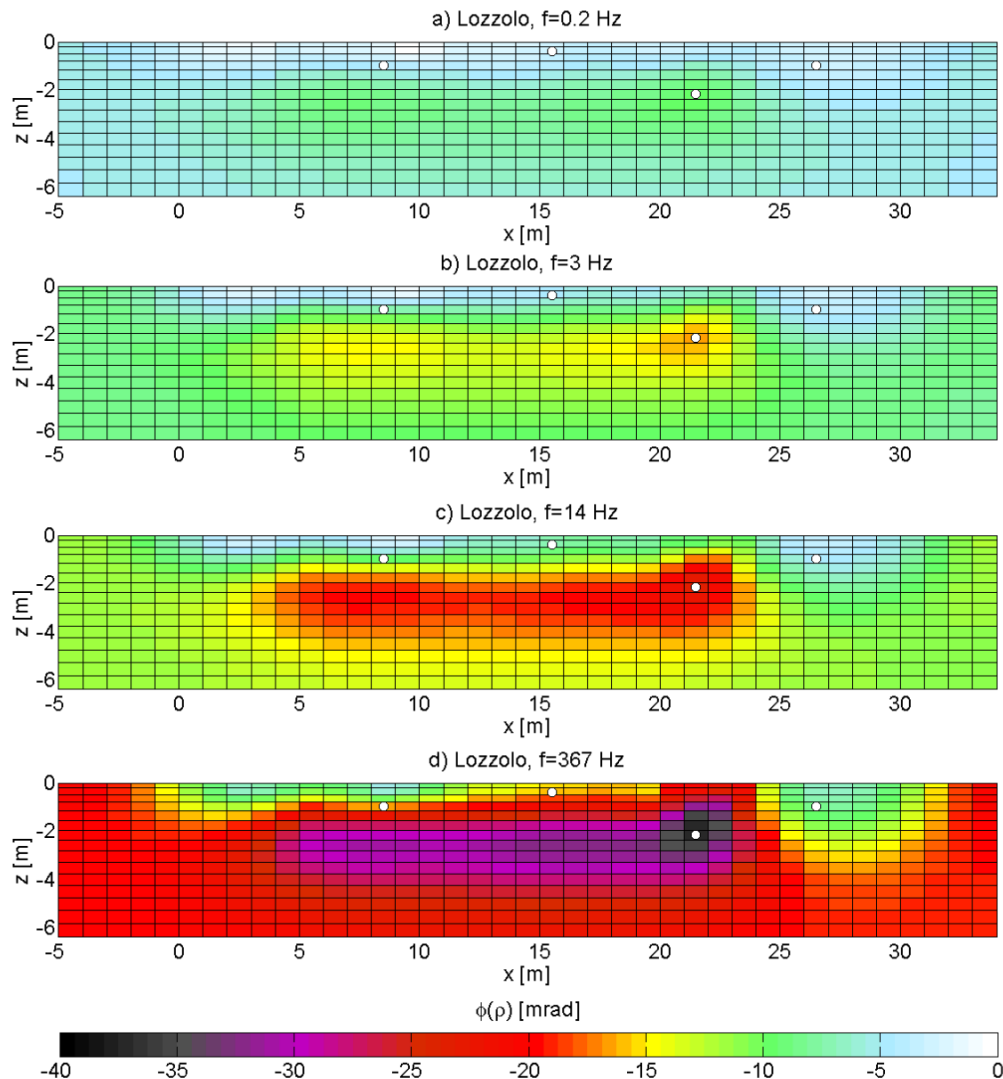 a) Lozzolo, f=0.2 Hz
0
-2
-4
-6
z [m]
-5 0 5 10 15 20 25 30
x [m]
b) Lozzolo, f=3 Hz
0
-2
-4
-6
z [m]
-5 0 5 10 15 20 25 30
x [m]
c) Lozzolo, f=14 Hz
0
-2
-4
-6
z [m]
-5 0 5 10 15 20 25 30
x [m]
d) Lozzolo, f=367 Hz
0
-2
-4
-6
z [m]
-5 0 5 10 15 20 25 30
x [m]
ϕ(ρ) [mrad]
-40 -35 -30 -25 -20 -15 -10 -5 0